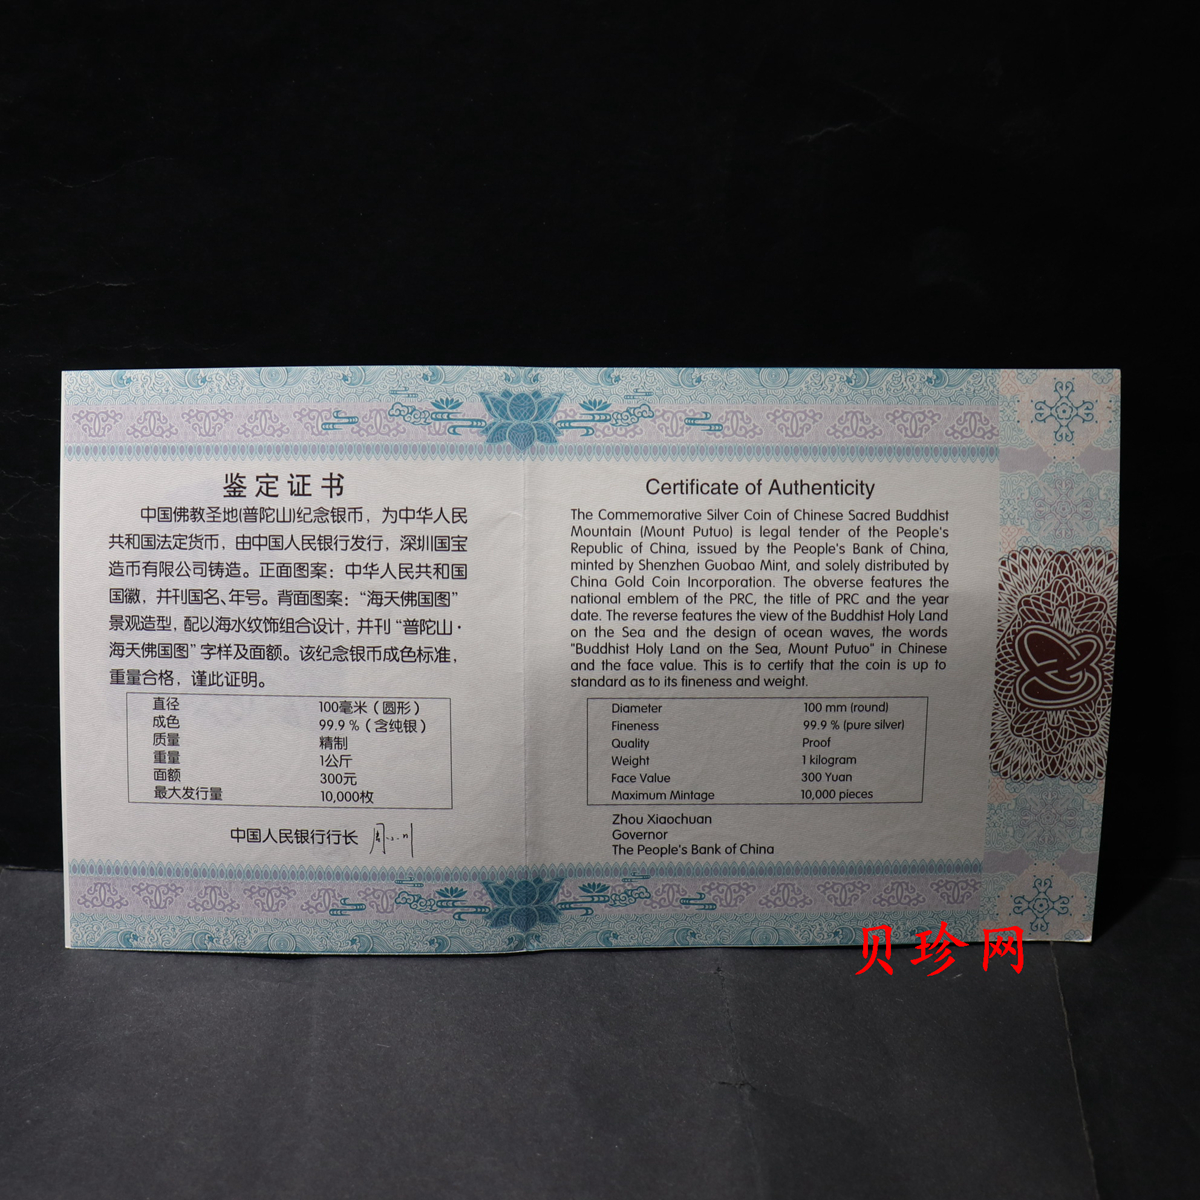 鉴定证书
中国佛教圣地(普陀山)纪念银币，为中华人民
共和国法定货币，由中国人民银行发行，深圳国宝
造币有限公司铸造。正面图案：中华人民共和国
国徽，并刊国名、年号。背面图案：“海天佛国图”
景观造型，配以海水纹饰组合设计，并刊“普陀山·
海天佛国图”字样及面额。该纪念银币成色标准，
重量合格，谨此证明。
直径 100毫米（圆形）
成色 99.9％（含纯银）
质量 精制
重量 1公斤
面额 300元
最大发行量 10,000枚
中国人民银行行长
Certificate of Authenticity
The Commemorative Silver Coin of Chinese Sacred Buddhist
Mountain (Mount Putuo) is legal tender of the People's
Republic of China, issued by the People's Bank of China,
minted by Shenzhen Guobao Mint, and solely distributed by
China Gold Coin Incorporation. The obverse features the
national emblem of the PRC, the title of PRC and the year
date. The reverse features the view of the Buddhist Holy Land
on the Sea and the design of ocean waves, the words
"Buddhist Holy Land on the Sea, Mount Putuo" in Chinese
and the face value. This is to certify that the coin is up to
standard as to its fineness and weight.
Diameter 100 mm (round)
Fineness 99.9 % (pure silver)
Quality Proof
Weight 1 kilogram
Face Value 300 Yuan
Maximum Mintage 10,000 pieces
Zhou Xiaochuan
Governor
The People's Bank of China
贝珍网